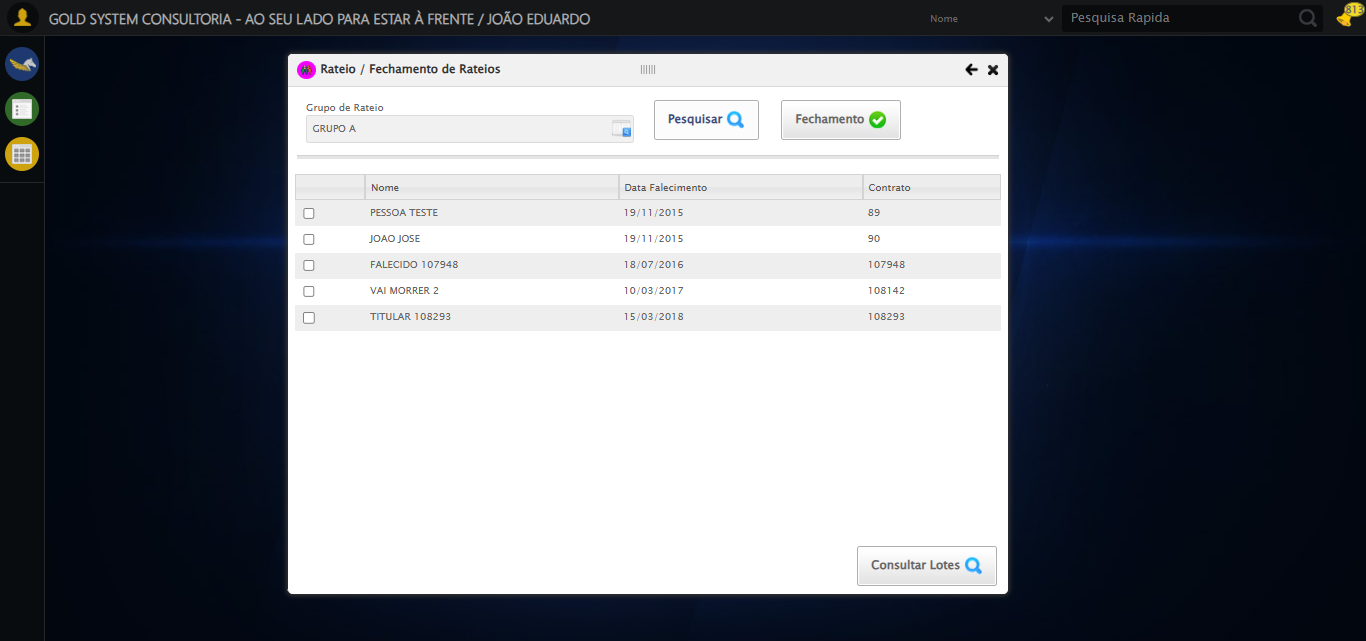 GOLD SYSTEM CONSULTORIA - AO SEU LADO PARA ESTAR À FRENTE / JOÃO EDUARDO
Nome
Pesquisa Rapida
813
Rateio / Fechamento de Rateios
Grupo de Rateio
GRUPO A
Pesquisar
Fechamento
Nome Data Falecimento Contrato
PESSOA TESTE 19/11/2015 89
JOAO JOSE 19/11/2015 90
FALECIDO 107948 18/07/2016 107948
VAI MORRER 2 10/03/2017 108142
TITULAR 108293 15/03/2018 108293
Consultar Lotes